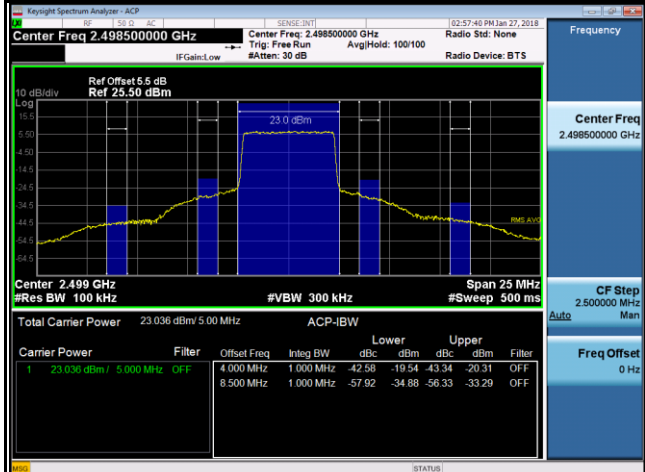 Keysight Spectrum Analyzer - ACP
RF 50 Ω AC SENSE:INT 02:57:40 PM Jan 27, 2018
Center Freq 2.498500000 GHz Center Freq: 2.498500000 GHz Radio Std: None
Trig: Free Run Avg|Hold: 100/100
IFGain:Low #Atten: 30 dB Radio Device: BTS
Frequency
Ref Offset 5.5 dB
10 dB/div Ref 25.50 dBm
Log
15.5
5.50
-4.50
-14.5
-24.5
-34.5
-44.5
-54.5
-64.5
23.0 dBm
RMS AVG
Center 2.499 GHz Span 25 MHz
#Res BW 100 kHz #VBW 300 kHz #Sweep 500 ms
Total Carrier Power 23.036 dBm/ 5.00 MHz ACP-IBW
Lower Upper
Carrier Power Filter Offset Freq Integ BW dBc dBm dBc dBm Filter
1 23.036 dBm / 5.000 MHz OFF 4.000 MHz 1.000 MHz -42.58 -19.54 -43.34 -20.31 OFF
8.500 MHz 1.000 MHz -57.92 -34.88 -56.33 -33.29 OFF
Center Freq
2.498500000 GHz
CF Step
2.500000 MHz
Auto Man
Freq Offset
0 Hz
MSG STATUS